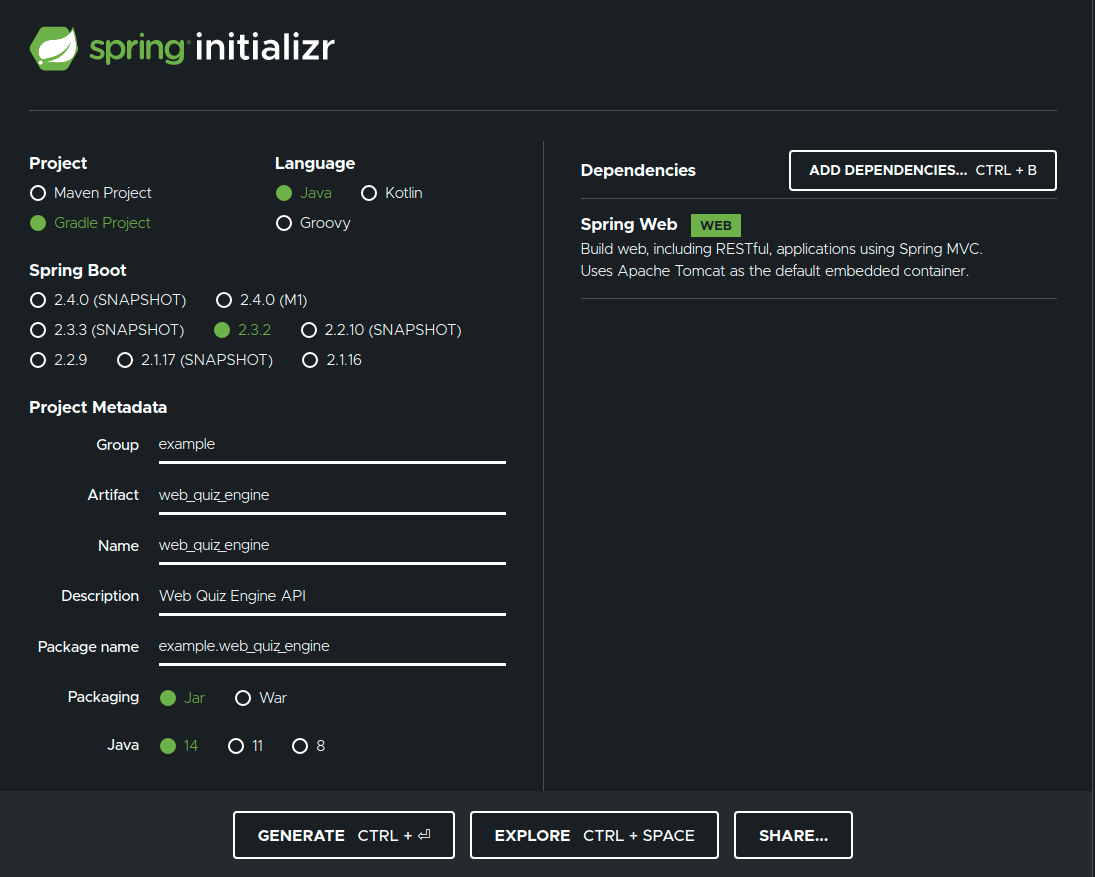 spring initializr
Project
Maven Project
Gradle Project
Language
Java Kotlin
Groovy
Spring Boot
2.4.0 (SNAPSHOT) 2.4.0 (M1)
2.3.3 (SNAPSHOT) 2.3.2 2.2.10 (SNAPSHOT)
2.2.9 2.1.17 (SNAPSHOT) 2.1.16
Project Metadata
Group example
Artifact web_quiz_engine
Name web_quiz_engine
Description Web Quiz Engine API
Package name example.web_quiz_engine
Packaging Jar War
Java 14 11 8
Dependencies ADD DEPENDENCIES... CTRL + B
Spring Web WEB
Build web, including RESTful, applications using Spring MVC.
Uses Apache Tomcat as the default embedded container.
GENERATE CTRL + ⏎ EXPLORE CTRL + SPACE SHARE...